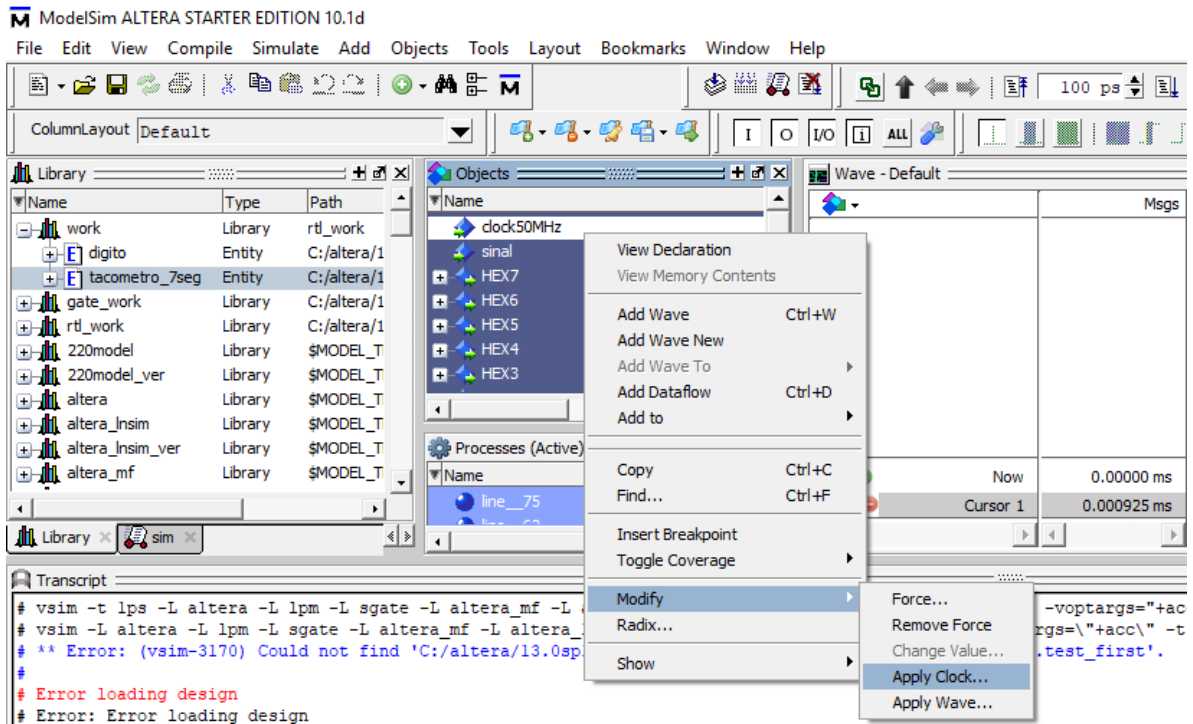 ModelSim ALTERA STARTER EDITION 10.1d
File Edit View Compile Simulate Add Objects Tools Layout Bookmarks Window Help
100 ps
ColumnLayout Default
I O I/O ALL
Library
Name Type Path
work Library rtl_work
digito Entity C:/altera/1
tacometro_7seg Entity C:/altera/1
gate_work Library C:/altera/1
rtl_work Library C:/altera/1
220model Library $MODEL_T
220model_ver Library $MODEL_T
altera Library $MODEL_T
altera_lnsim Library $MODEL_T
altera_lnsim_ver Library $MODEL_T
altera_mf Library $MODEL_T
Library sim
Objects
Name
clock50MHz
sinal
HEX7
HEX6
HEX5
HEX4
HEX3
Processes (Active)
Name
line__75
Wave - Default
Msgs
Now 0.00000 ms
Cursor 1 0.000925 ms
View Declaration
View Memory Contents
Add Wave Ctrl+W
Add Wave New
Add Wave To
Add Dataflow Ctrl+D
Add to
Copy Ctrl+C
Find... Ctrl+F
Insert Breakpoint
Toggle Coverage
Modify
Radix...
Show
Force...
Remove Force
Change Value...
Apply Clock...
Apply Wave...
Transcript
# vsim -t lps -L altera -L lpm -L sgate -L altera_mf -L -voptargs="+ac
# vsim -L altera -L lpm -L sgate -L altera_mf -L altera_ rgs=\"+acc\" -t
# ** Error: (vsim-3170) Could not find 'C:/altera/13.0sp .test_first'.
#
# Error loading design
# Error: Error loading design